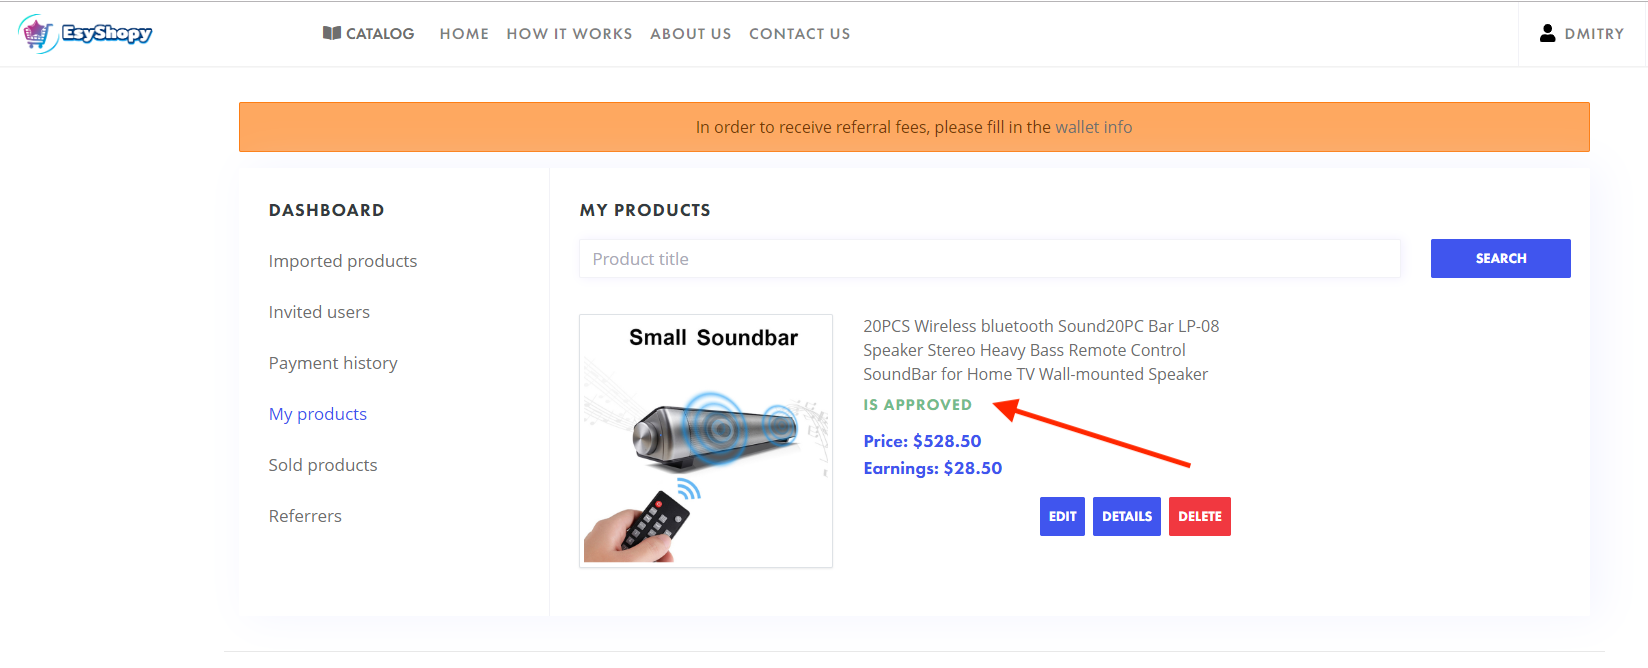 EsyShopy
CATALOG
HOME
HOW IT WORKS
ABOUT US
CONTACT US
DMITRY
In order to receive referral fees, please fill in the wallet info
DASHBOARD
Imported products
Invited users
Payment history
My products
Sold products
Referrers
MY PRODUCTS
Product title
SEARCH
Small Soundbar
20PCS Wireless bluetooth Sound20PC Bar LP-08
Speaker Stereo Heavy Bass Remote Control
SoundBar for Home TV Wall-mounted Speaker
IS APPROVED
Price: $528.50
Earnings: $28.50
EDIT
DETAILS
DELETE